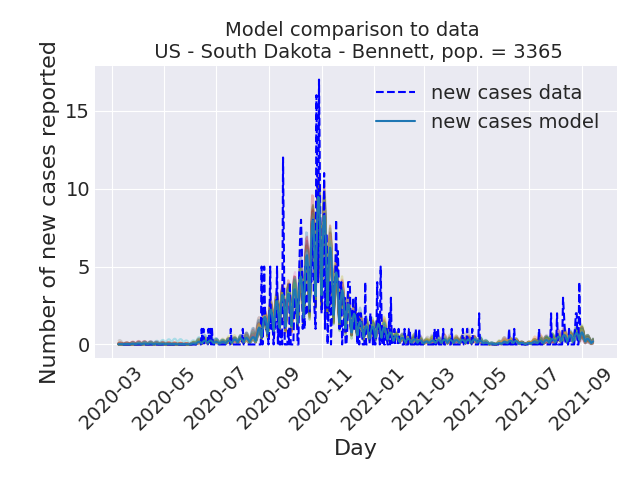 Model comparison to data
US - South Dakota - Bennett, pop. = 3365
new cases data
new cases model
Number of new cases reported
15
10
5
0
2020-03
2020-05
2020-07
2020-09
2020-11
2021-01
2021-03
2021-05
2021-07
2021-09
Day